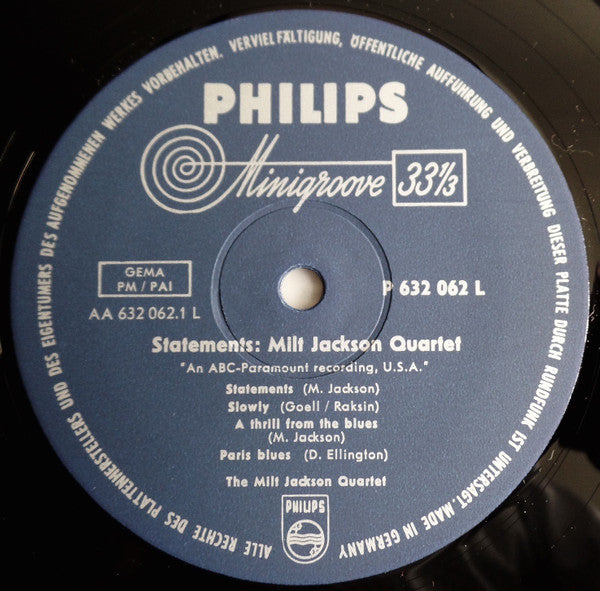 ALLE RECHTE DES PLATTENHERSTELLERS UND DES EIGENTUMERS DES AUFGENOMMENEN WERKES VORBEHALTEN. VERVIELFÄLTIGUNG, ÖFFENTLICHE AUFFÜHRUNG UND VERBREITUNG DIESER PLATTE DURCH RUNDFUNK IST UNTERSAGT. MADE IN GERMANY
PHILIPS
Minigroove 33⅓
GEMA
PM / PAI
AA 632 062.1 L
P 632 062 L
Statements: Milt Jackson Quartet
"An ABC-Paramount recording, U.S.A."
Statements (M. Jackson)
Slowly (Goell / Raksin)
A thrill from the blues
(M. Jackson)
Paris blues (D. Ellington)
The Milt Jackson Quartet
PHILIPS